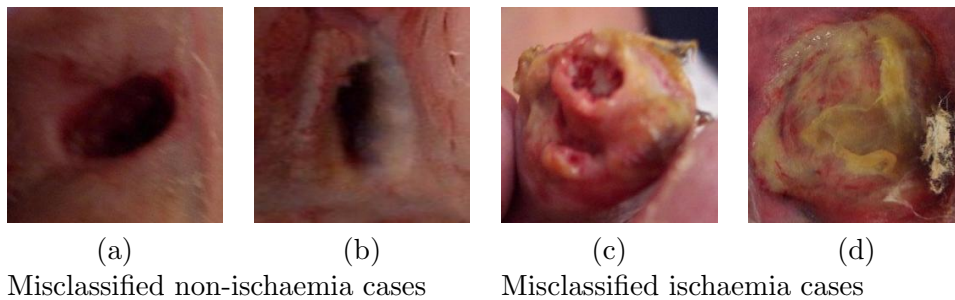 (a) (b) (c) (d)
Misclassified non-ischaemia cases Misclassified ischaemia cases